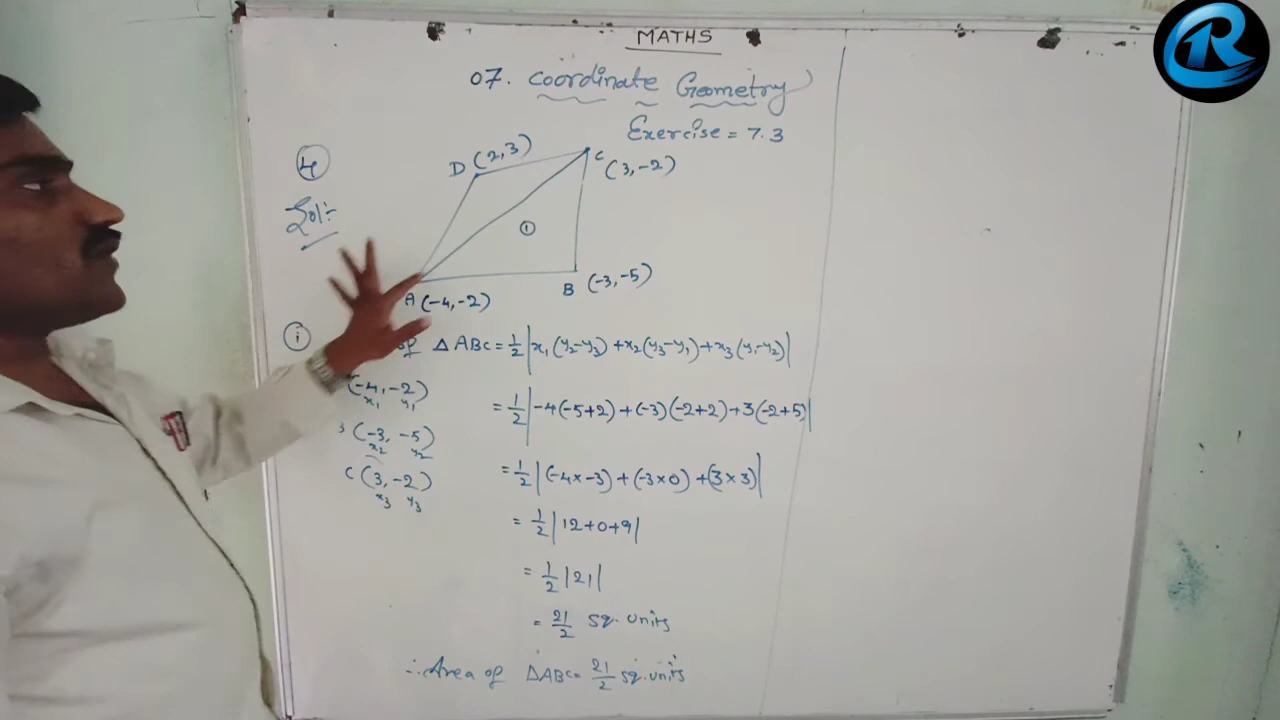 MATHS
07. Coordinate Geometry
Exercise = 7.3
4
D (2,3)
C
(3,-2)
Sol:-
1
A (-4,-2)
B (-3,-5)
i
of Δ ABC = 1/2 |x₁(y₂-y₃)+x₂(y₃-y₁)+x₃(y₁-y₂)|
(-4,-2)
x₁ y₁
= 1/2 |-4(-5+2)+(-3)(-2+2)+3(-2+5)|
(-3, -5)
x₂ y₂
C (3,-2)
x₃ y₃
= 1/2 |(-4×-3)+(-3×0)+(3×3)|
= 1/2 |12+0+9|
= 1/2 |21|
= 21/2 sq. units
∴ Area of ΔABC = 21/2 sq. units